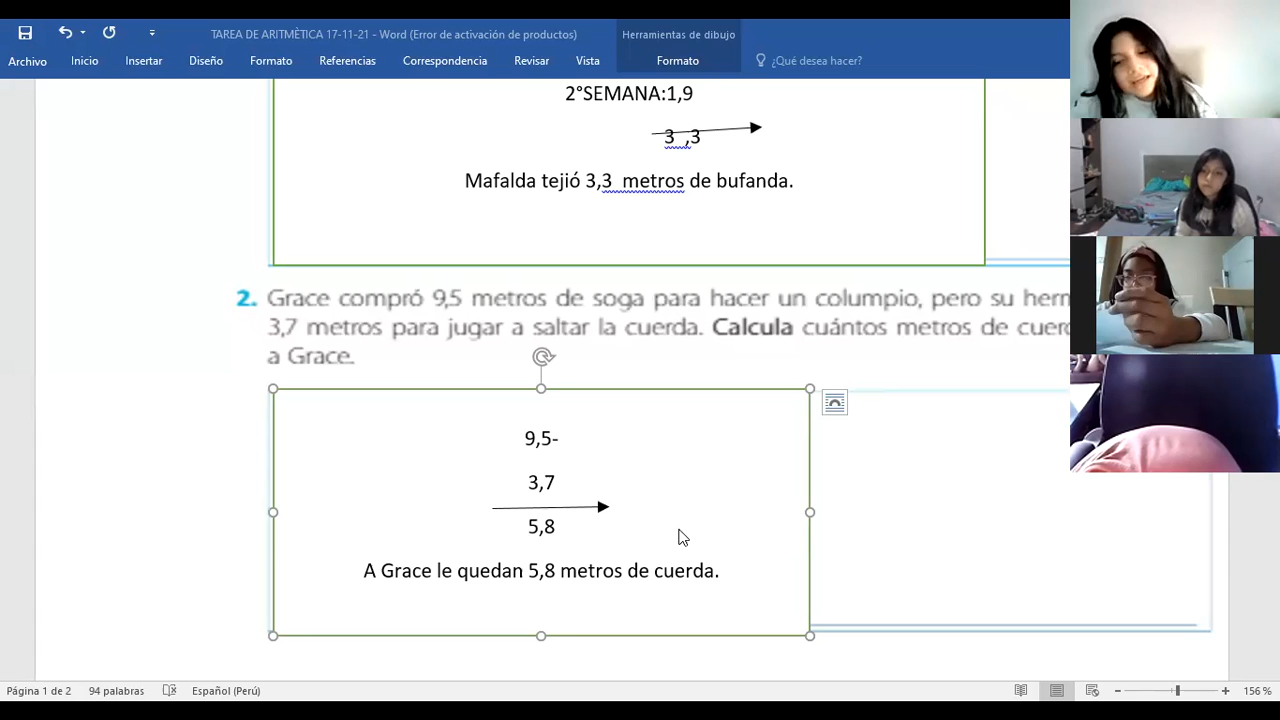 TAREA DE ARITMÈTICA 17-11-21 - Word (Error de activación de productos)
Herramientas de dibujo
Archivo Inicio Insertar Diseño Formato Referencias Correspondencia Revisar Vista Formato ¿Qué desea hacer?
2°SEMANA:1,9
3 ,3
Mafalda tejió 3,3 metros de bufanda.
2. Grace compró 9,5 metros de soga para hacer un columpio, pero su herm
3,7 metros para jugar a saltar la cuerda. Calcula cuántos metros de cuerd
a Grace.
9,5-
3,7
5,8
A Grace le quedan 5,8 metros de cuerda.
Página 1 de 2 94 palabras Español (Perú) 156 %